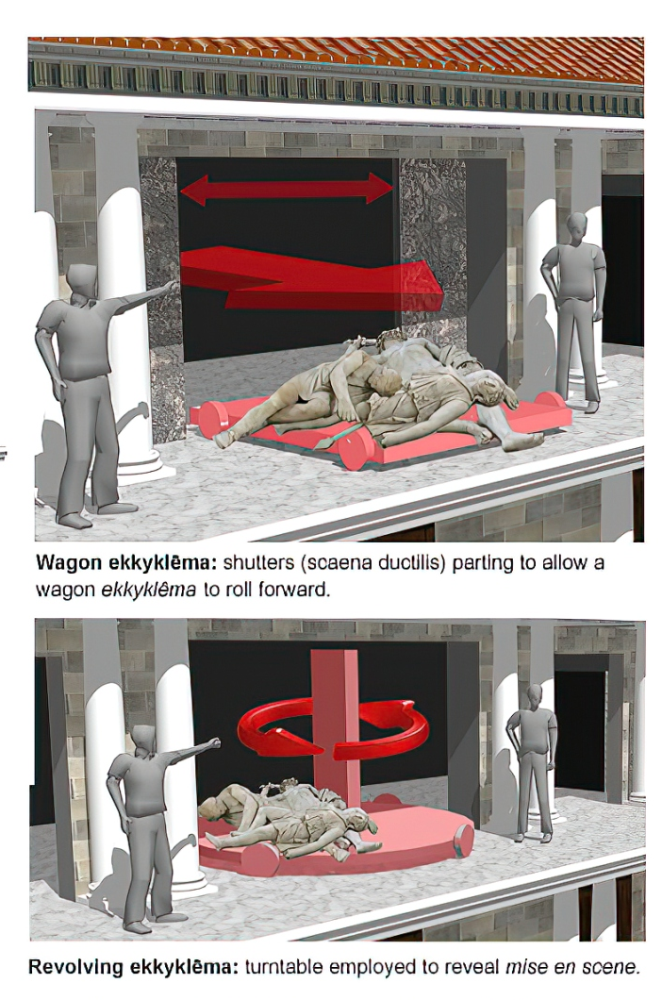 Wagon ekkyklēma: shutters (scaena ductilis) parting to allow a
wagon ekkyklêma to roll forward.
Revolving ekkyklēma: turntable employed to reveal mise en scene.